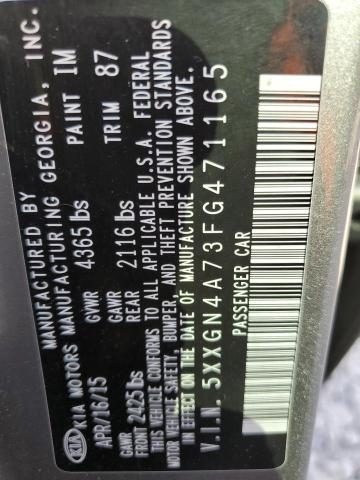 KIA KIA MOTORS MANUFACTURING GEORGIA, INC.
APR/16/15 GVWR 4365 lbs PAINT IM
GAWR FRONT 2425 lbs GAWR REAR 2116 lbs TRIM 87
THIS VEHICLE CONFORMS TO ALL APPLICABLE U.S.A. FEDERAL
MOTOR VEHICLE SAFETY, BUMPER, AND THEFT PREVENTION STANDARDS
IN EFFECT ON THE DATE OF MANUFACTURE SHOWN ABOVE.
V.I.N. 5XXGN4A73FG471165
PASSENGER CAR